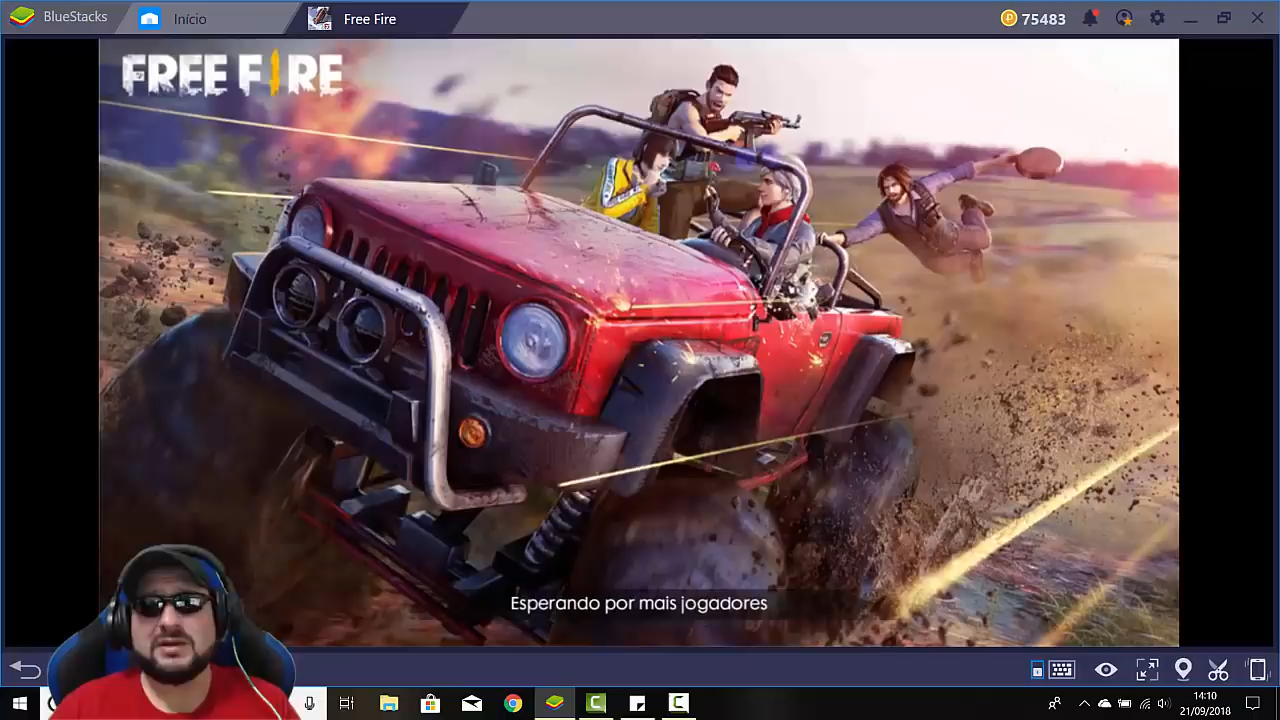 BlueStacks
Início
Free Fire
75483
FREE FIRE
Esperando por mais jogadores
14:10
21/09/2018